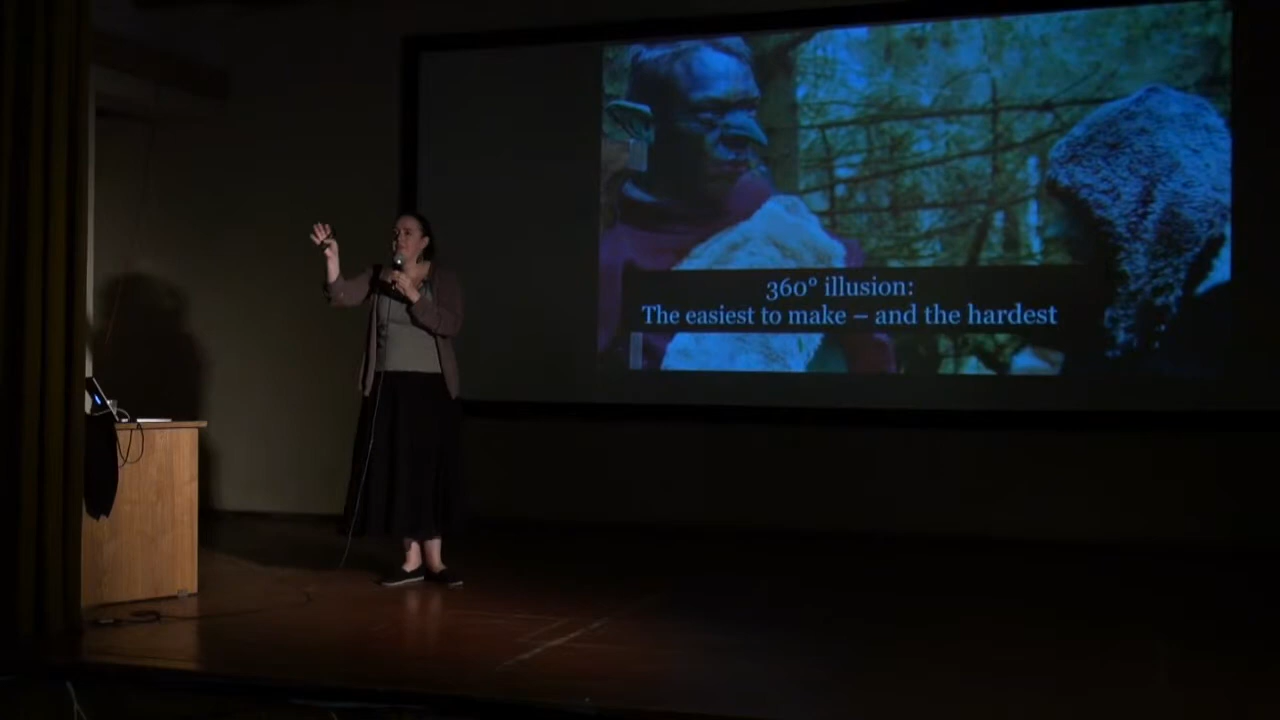 360° illusion:
The easiest to make – and the hardest